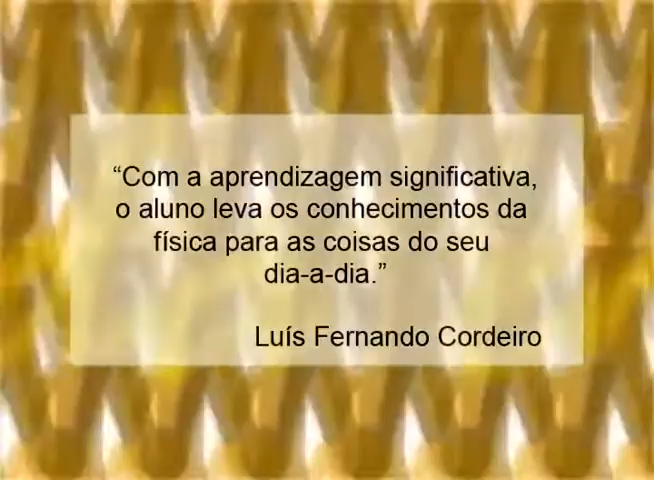 “Com a aprendizagem significativa,
o aluno leva os conhecimentos da
física para as coisas do seu
dia-a-dia.”
Luís Fernando Cordeiro